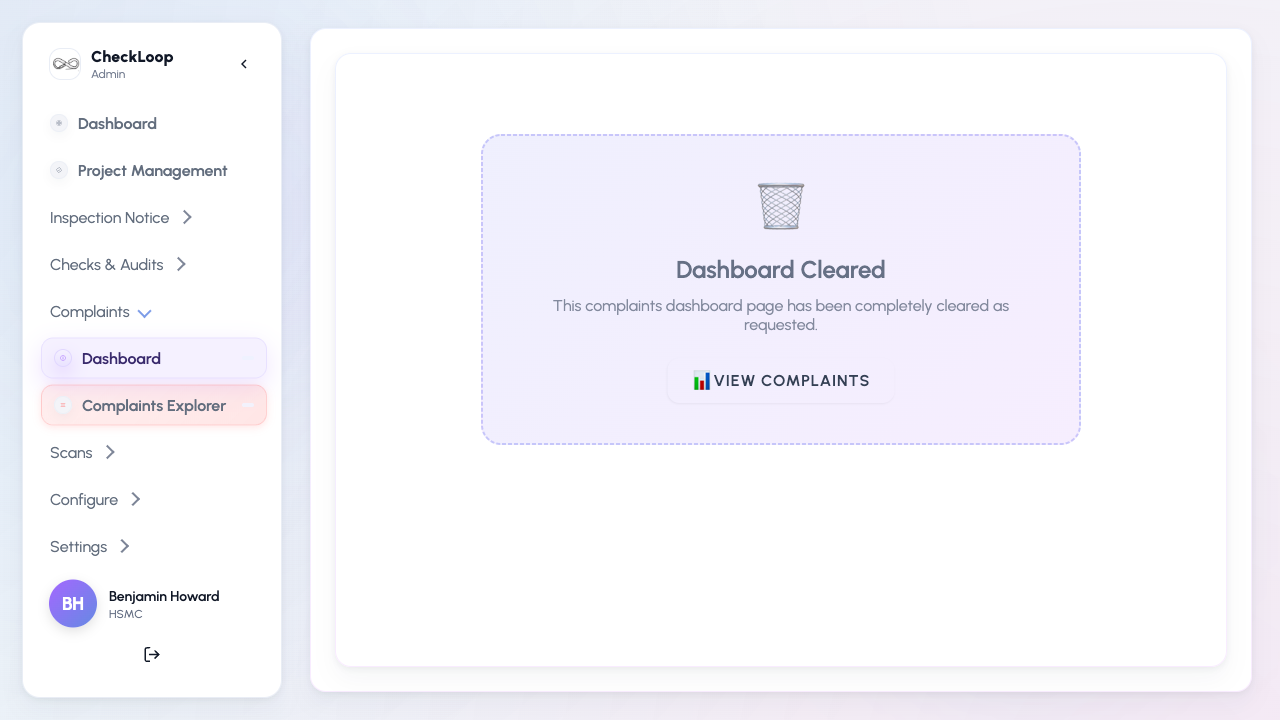 CheckLoop
Admin
Dashboard
Project Management
Inspection Notice
Checks & Audits
Complaints
Dashboard
Complaints Explorer
Scans
Configure
Settings
BH
Benjamin Howard
HSMC
Dashboard Cleared
This complaints dashboard page has been completely cleared as
requested.
VIEW COMPLAINTS